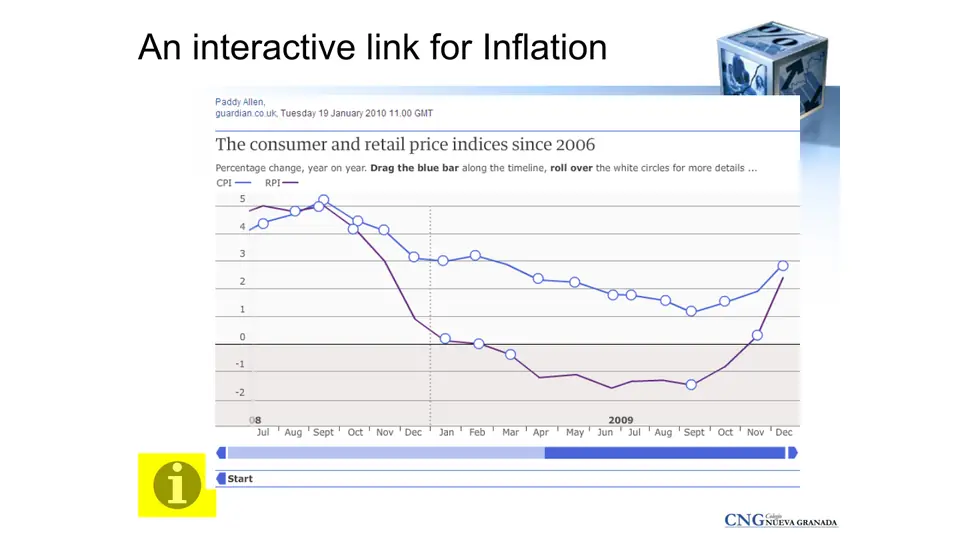 An interactive link for Inflation
%
Paddy Allen,
guardian.co.uk, Tuesday 19 January 2010 11.00 GMT
The consumer and retail price indices since 2006
Percentage change, year on year. Drag the blue bar along the timeline, roll over the white circles for more details ...
CPI RPI
5
4
3
2
1
0
-1
-2
08 2009
Jul Aug Sept Oct Nov Dec Jan Feb Mar Apr May Jun Jul Aug Sept Oct Nov Dec
Start
i
CNG Colegio
NUEVA GRANADA